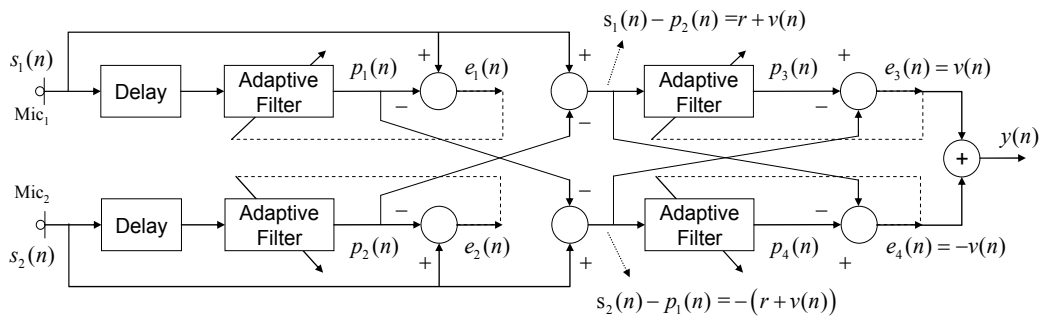 s₁(n) − p₂(n) = r + v(n)
s₁(n)
Mic₁
Delay
Adaptive Filter
p₁(n)
+
−
e₁(n)
+
−
Adaptive Filter
p₃(n)
+
−
e₃(n) = v(n)
+
y(n)
Mic₂
s₂(n)
Delay
Adaptive Filter
p₂(n)
−
+
e₂(n)
−
+
Adaptive Filter
p₄(n)
−
−
+
e₄(n) = −v(n)
s₂(n) − p₁(n) = −(r + v(n))